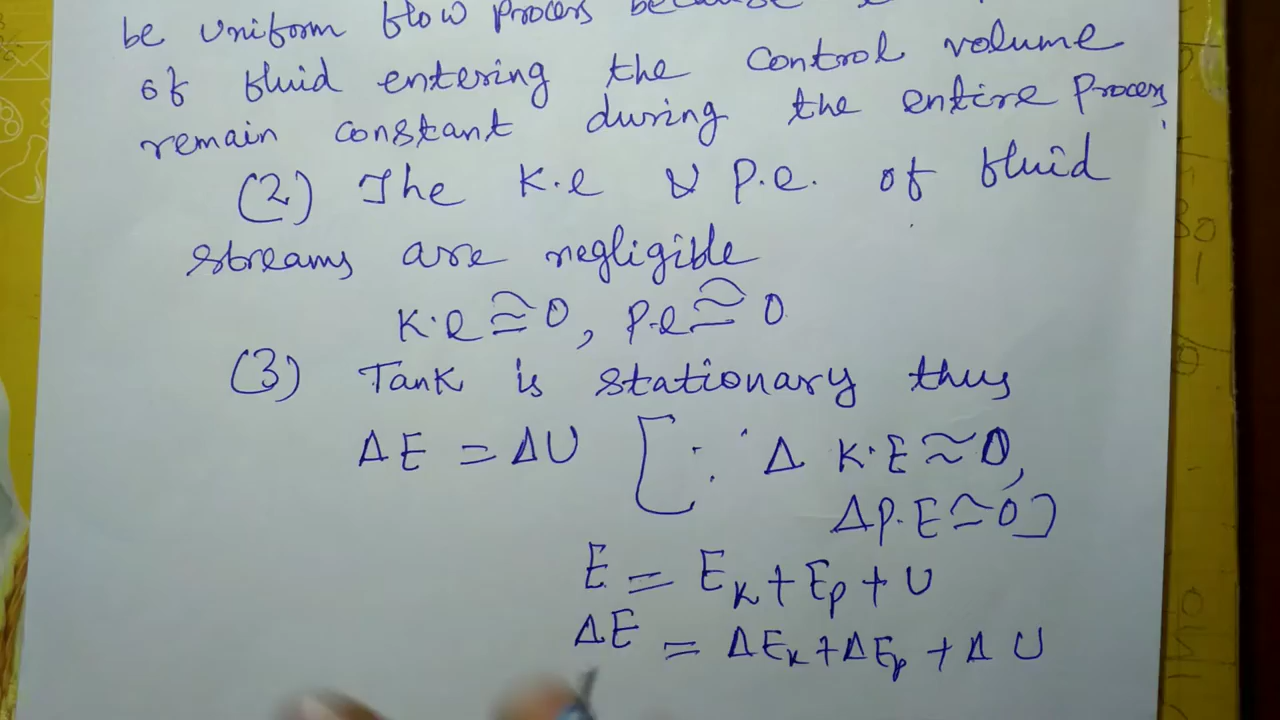 be uniform flow process because
of fluid entering the control volume
remain constant during the entire process,
(2) The K.e & P.e. of fluid
streams are negligible
K.e ≅ 0, P.e ≅ 0
(3) Tank is stationary thus
ΔE = ΔU [∵ Δ K.E ≈ 0,
ΔP.E ≃ 0]
E = Eₖ + Eₚ + U
ΔE = ΔEₖ + ΔEₚ + ΔU